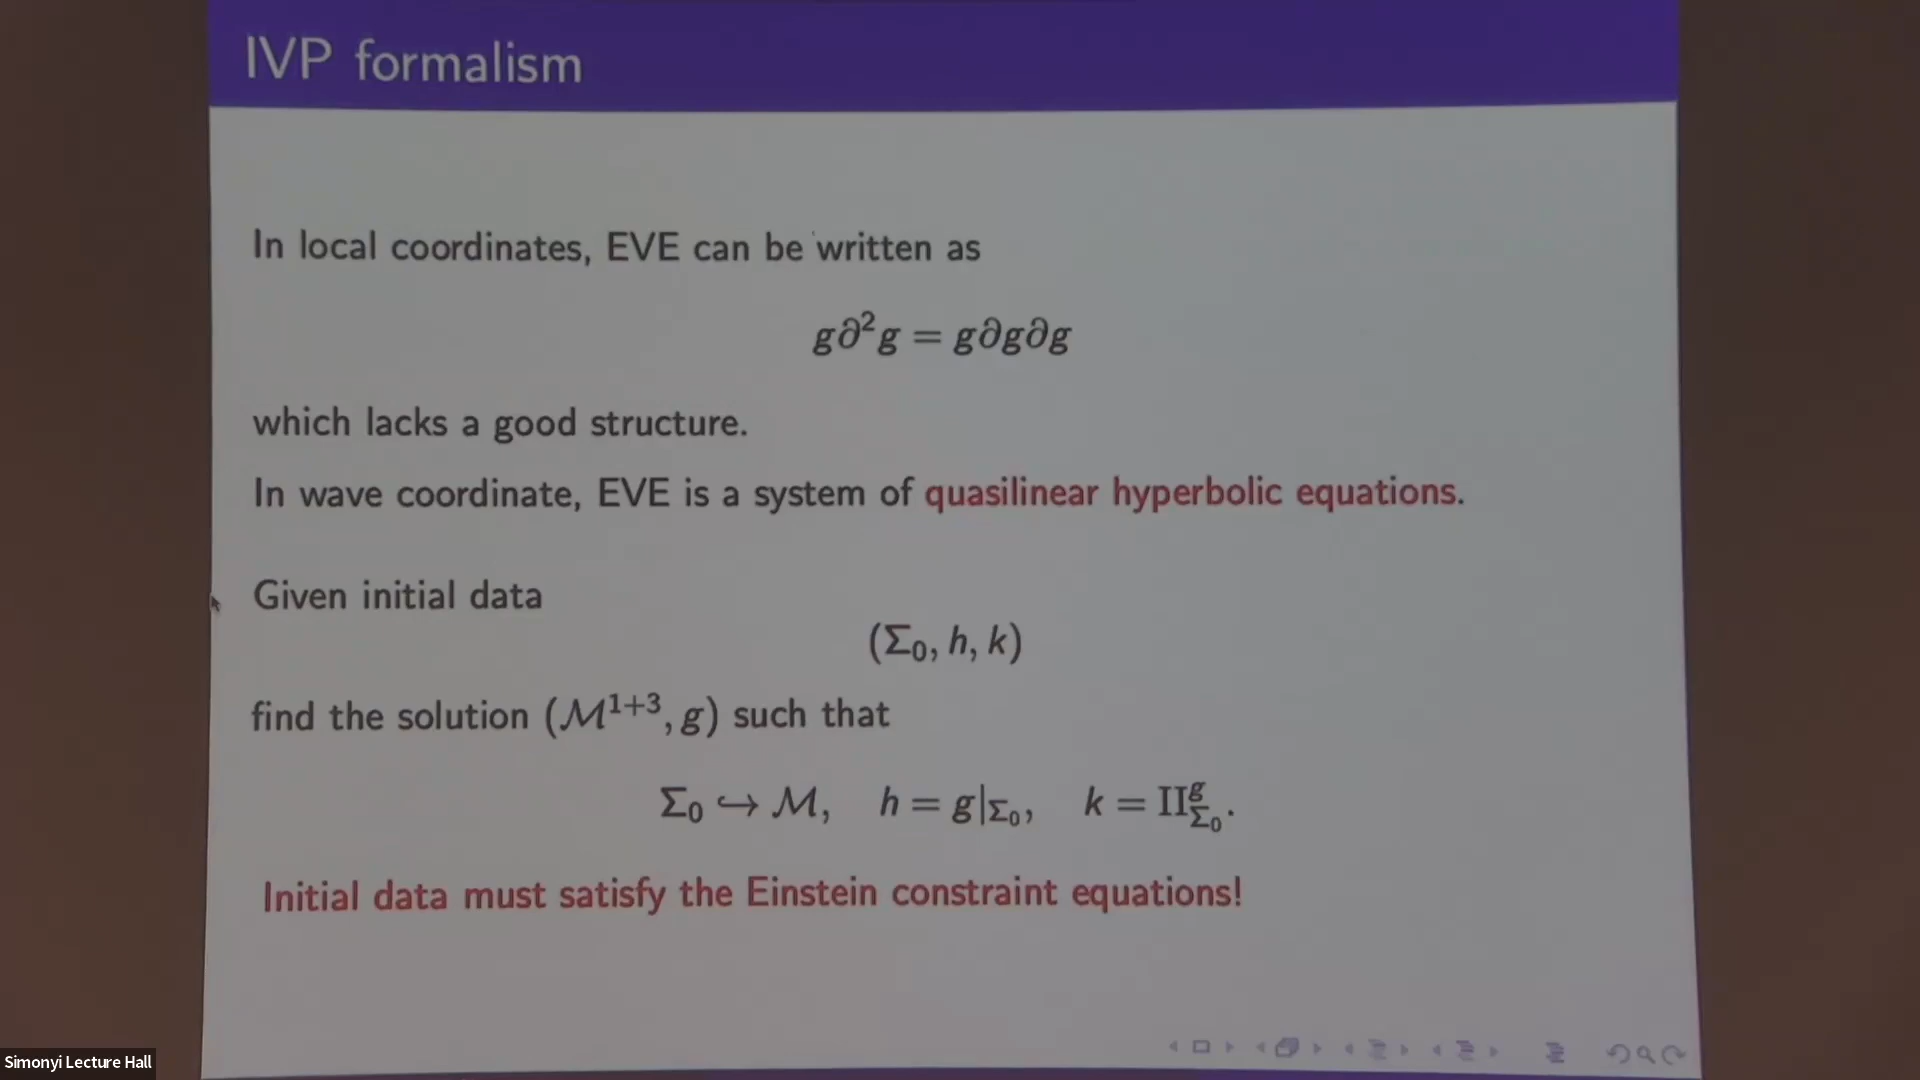 IVP formalism
In local coordinates, EVE can be written as
g∂²g = g∂g∂g
which lacks a good structure.
In wave coordinate, EVE is a system of quasilinear hyperbolic equations.
Given initial data
(Σ₀, h, k)
find the solution (ℳ¹⁺³, g) such that
Σ₀ ↪ ℳ, h = g|_Σ₀, k = II^g_Σ₀.
Initial data must satisfy the Einstein constraint equations!
Simonyi Lecture Hall